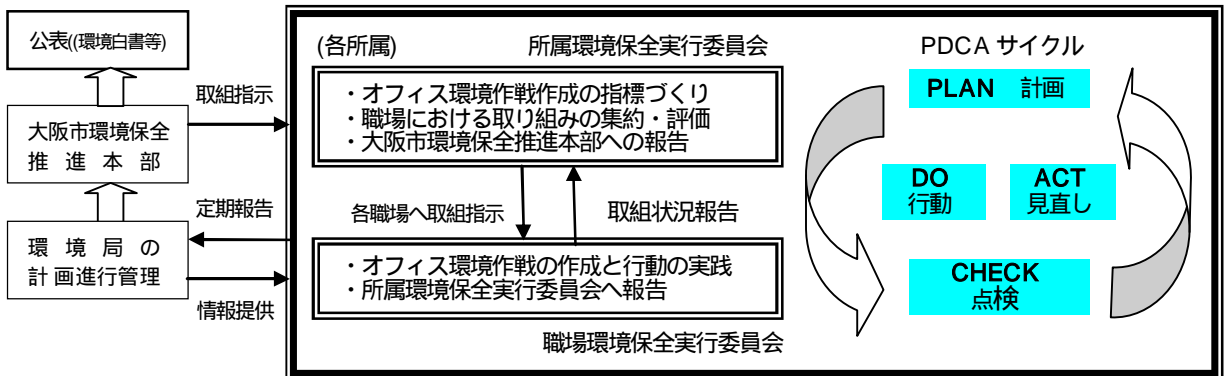 公表((環境白書等)
取組指示
大阪市環境保全
推進本部
定期報告
環境局の
計画進行管理
情報提供
(各所属)
所属環境保全実行委員会
・オフィス環境作戦作成の指標づくり
・職場における取り組みの集約・評価
・大阪市環境保全推進本部への報告
各職場へ取組指示
取組状況報告
・オフィス環境作戦の作成と行動の実践
・所属環境保全実行委員会へ報告
職場環境保全実行委員会
PDCA サイクル
PLAN 計画
DO
行動
ACT
見直し
CHECK
点検